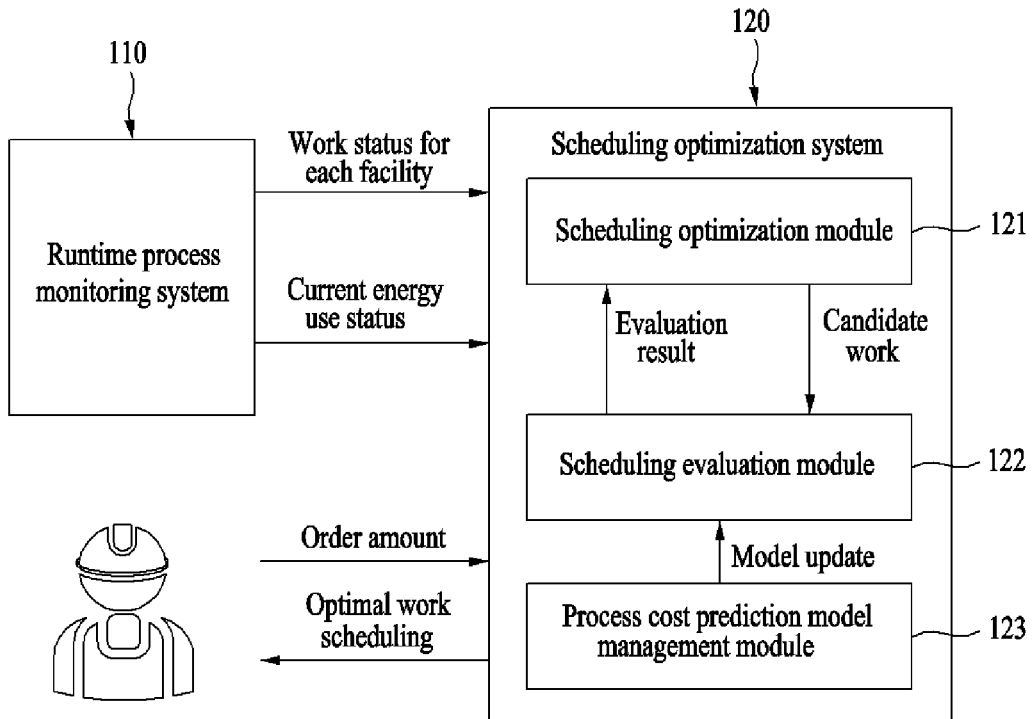 110
120
Runtime process
monitoring system
Work status for
each facility
Current energy
use status
Order amount
Optimal work
scheduling
Scheduling optimization system
Scheduling optimization module
121
Evaluation
result
Candidate
work
Scheduling evaluation module
122
Model update
Process cost prediction model
management module
123